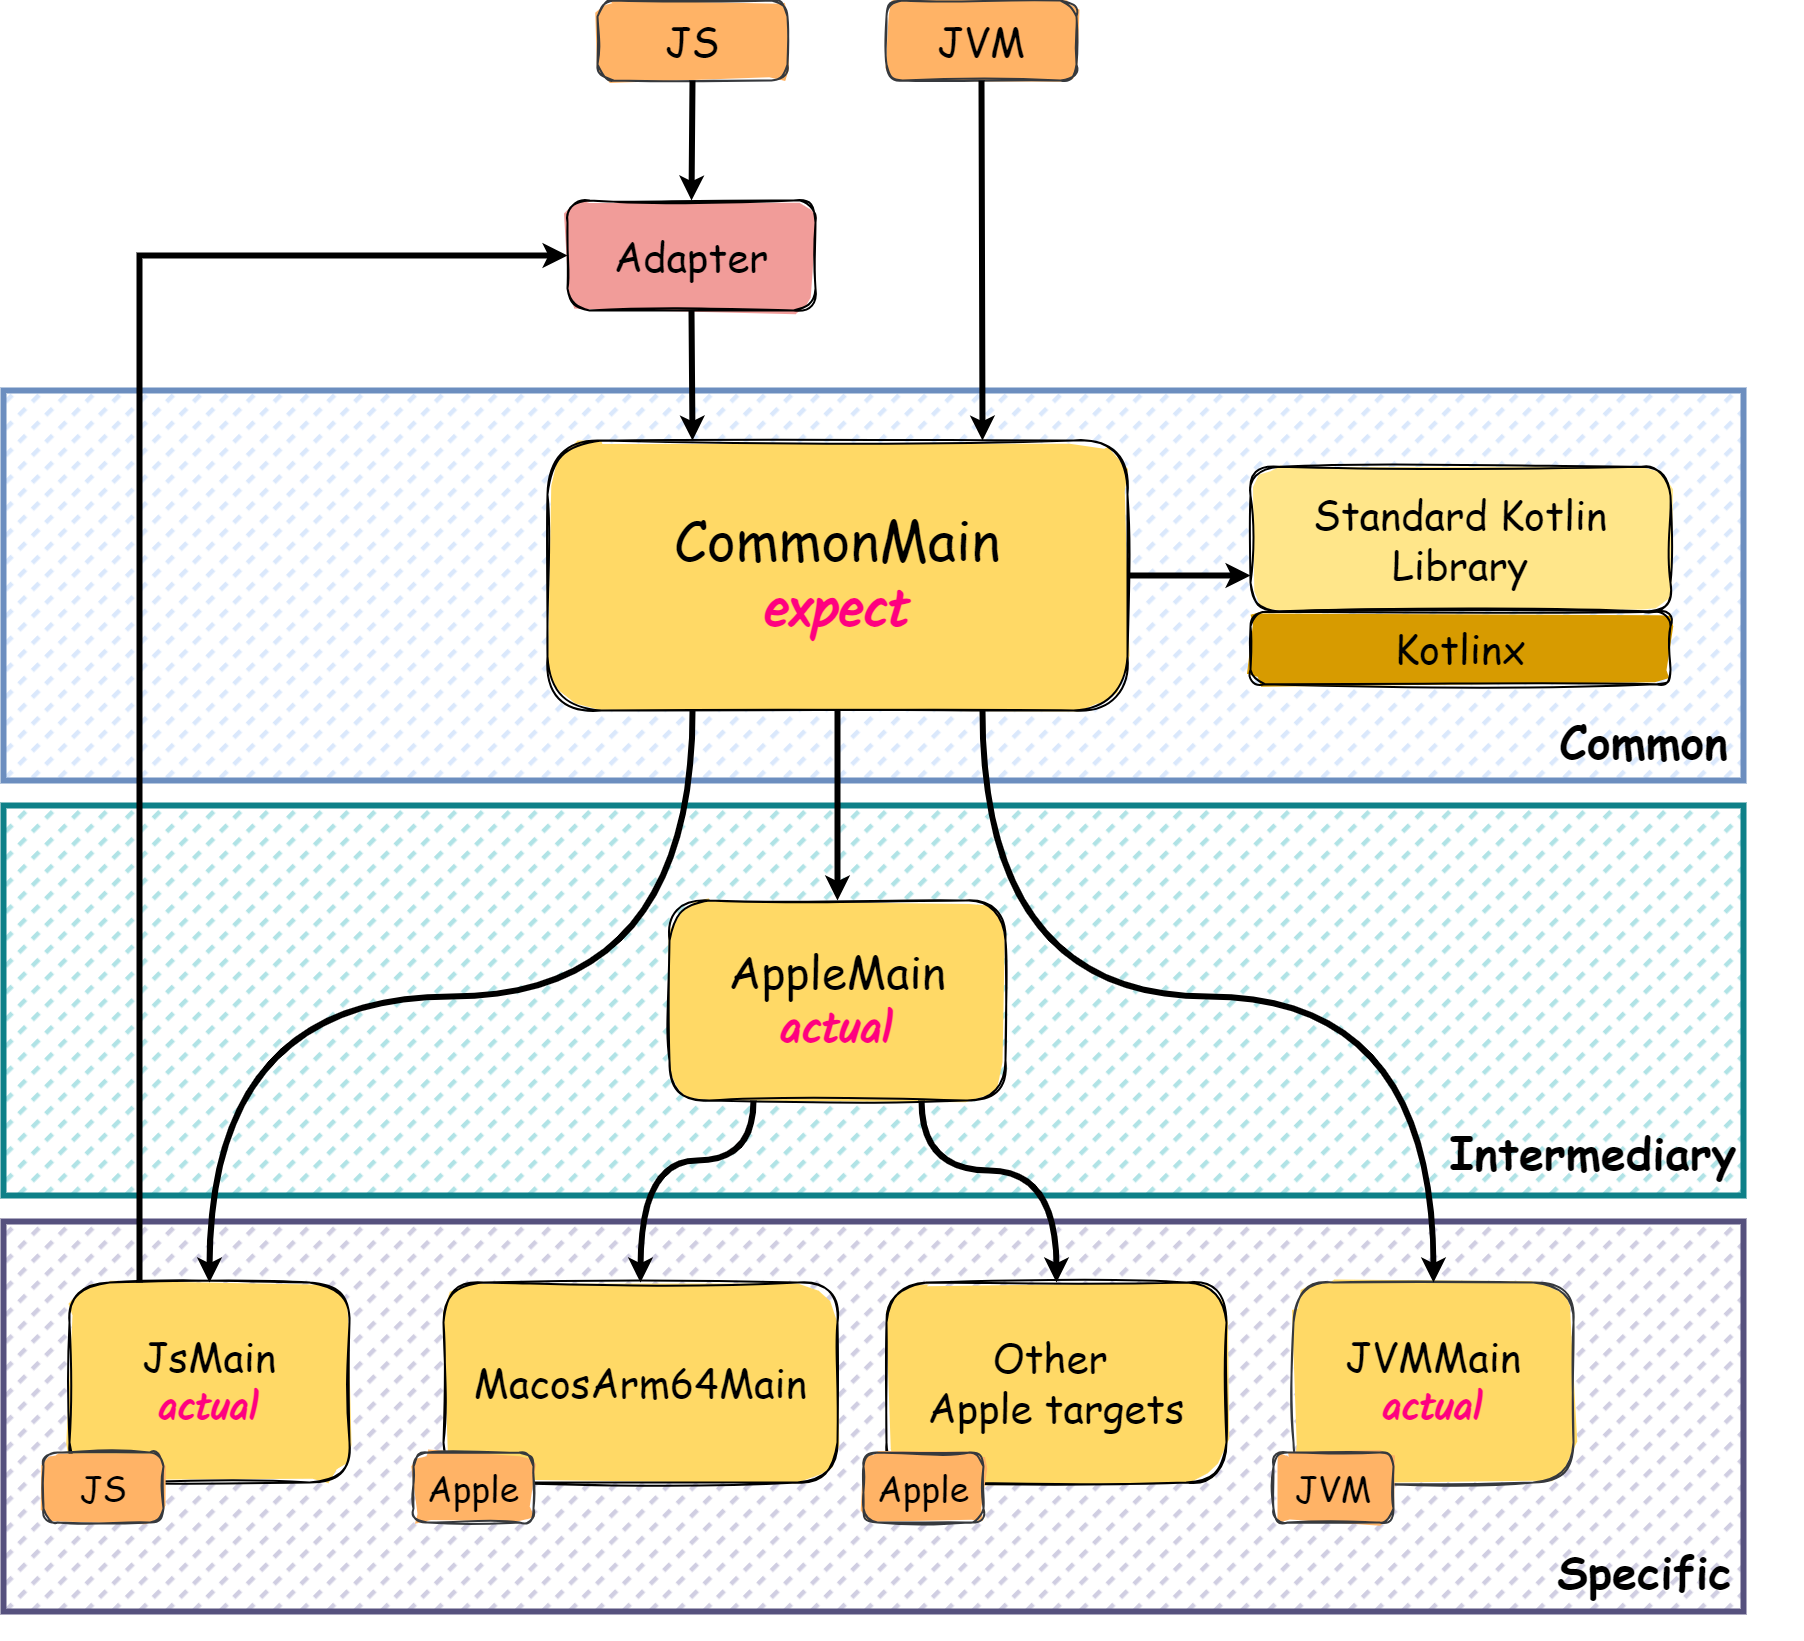 JS
JVM
Adapter
CommonMain
expect
Standard Kotlin
Library
Kotlinx
Common
AppleMain
actual
Intermediary
JsMain
actual
JS
MacosArm64Main
Apple
Other
Apple targets
Apple
JVMMain
actual
JVM
Specific